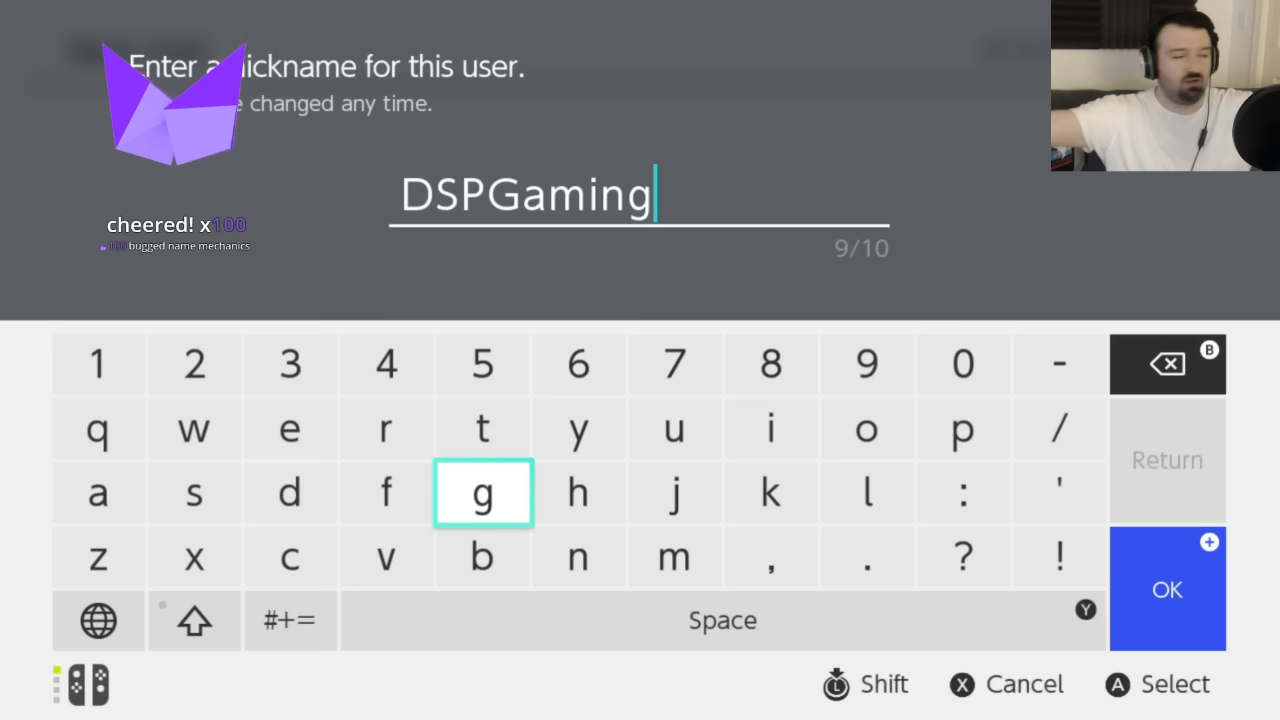 Enter a nickname for this user.
e changed any time.
DSPGaming
9/10
cheered! x100
100 bugged name mechanics
1 2 3 4 5 6 7 8 9 0 - B
q w e r t y u i o p / Return
a s d f g h j k l : '
z x c v b n m , . ? ! +
OK
#+= Space Y
L Shift X Cancel A Select